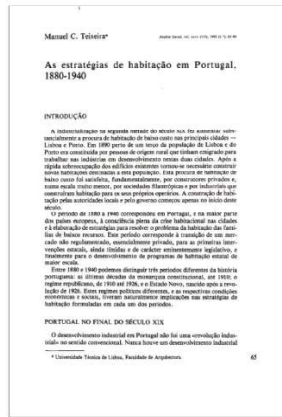 Manuel C. Teixeira*
As estratégias de habitação em Portugal,
1880-1940
INTRODUÇÃO
A industrialização na segunda metade do século XIX fez aumentar subs-
tancialmente a procura de habitação de baixo custo nas principais cidades —
Lisboa e Porto. Em 1890 perto de um terço da população de Lisboa e do
Porto era constituída por pessoas de origem rural que tinham emigrado para
trabalhar nas indústrias em desenvolvimento nestas duas cidades. Após a
rápida sobreocupação dos edifícios existentes tornou-se necessário construir
novas habitações destinadas a esta população. Esta procura de habitação de
baixo custo foi satisfeita, fundamentalmente, por construtores privados e,
numa escala muito menor, por sociedades filantrópicas e por industriais que
construíram habitação para os seus próprios operários. A construção de habi-
tação pelas autoridades locais e pelo governo começou apenas no início deste
século.
O período de 1880 a 1940 correspondeu em Portugal, e na maior parte
dos países europeus, à consciência plena da crise habitacional nas cidades
e à elaboração de estratégias para resolver o problema da habitação das famí-
lias de baixos recursos. Este período corresponde à transição de um mer-
cado não regulamentado, essencialmente privado, para as primeiras inter-
venções estatais, ainda tímidas e de carácter eminentemente legislativo, e
finalmente para o desenvolvimento de programas de habitação estatal de
maior escala.
Entre 1880 e 1940 podemos distinguir três períodos diferentes da história
portuguesa: as últimas décadas da monarquia constitucional, até 1910; o
regime republicano, de 1910 até 1926, e o Estado Novo, nascido após a revo-
lução de 1926. Estes regimes políticos diferentes, e as respectivas condições
económicas e sociais, tiveram naturalmente implicações nas estratégias de
habitação formuladas em cada um dos períodos.
PORTUGAL NO FINAL DO SÉCULO XIX
O desenvolvimento industrial em Portugal não foi uma «revolução indus-
trial» no sentido convencional. Nunca houve um desenvolvimento industrial
* Universidade Técnica de Lisboa, Faculdade de Arquitectura.
65